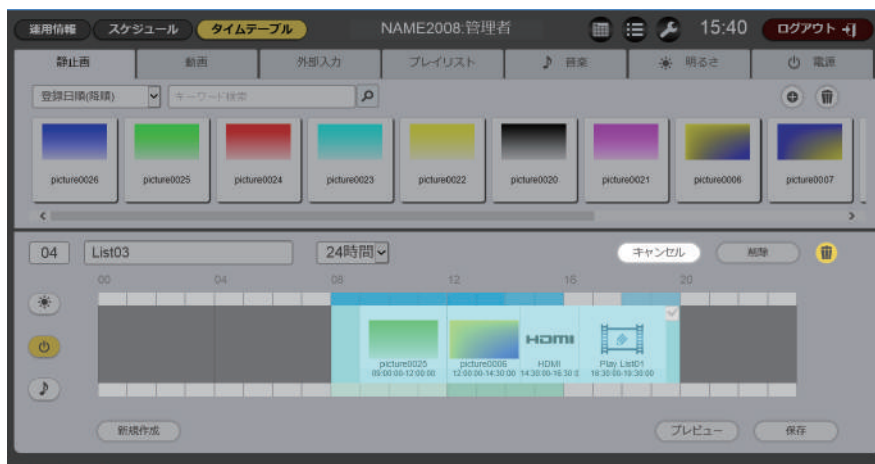 運用情報 スケジュール タイムテーブル NAME2008:管理者 15:40 ログアウト
静止画 動画 外部入力 プレイリスト 音楽 明るさ 電源
登録日順(降順) キーワード検索
picture0026 picture0025 picture0024 picture0023 picture0022 picture0020 picture0021 picture0006 picture0007
04 List03 24時間 キャンセル 削除
00 04 08 12 16 20
HDMI
picture0025 picture0006 HDMI Play List01
09:00:00-12:00:00 12:00:00-14:30:00 14:30:00-16:30:0 16:30:00-19:30:00
新規作成 プレビュー 保存